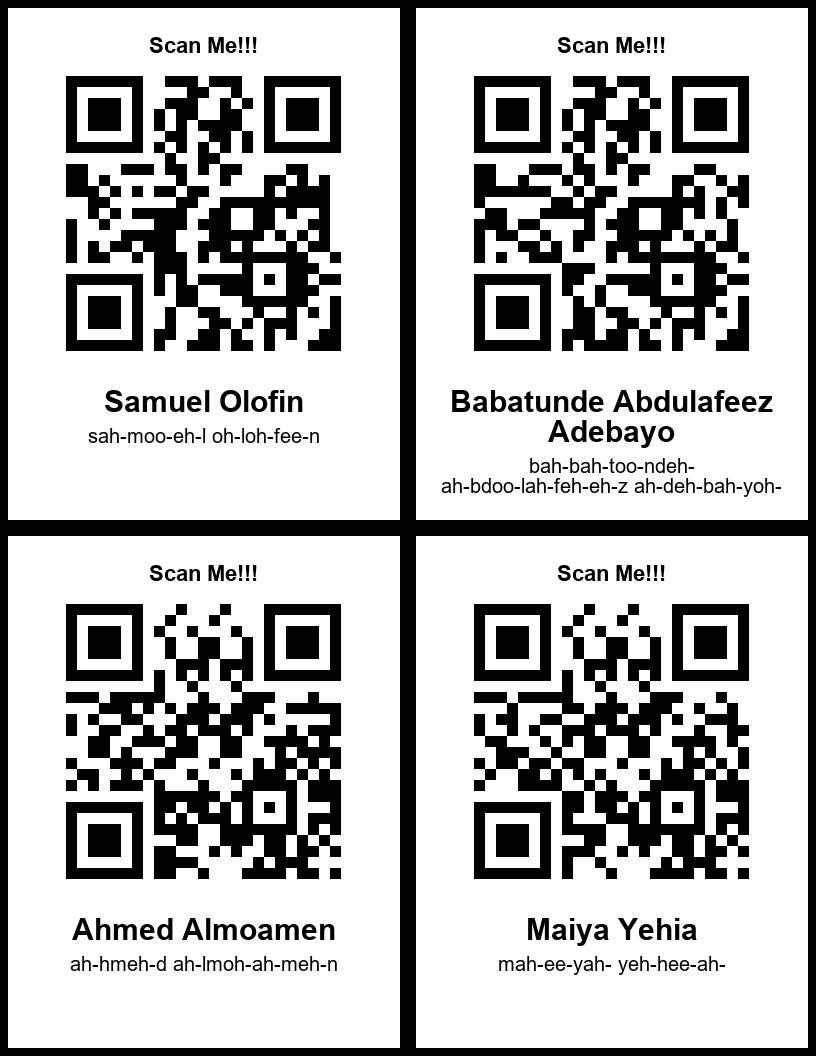 Scan Me!!!
Samuel Olofin
sah-moo-eh-l oh-loh-fee-n
Scan Me!!!
Babatunde Abdulafeez
Adebayo
bah-bah-too-ndeh-
ah-bdoo-lah-feh-eh-z ah-deh-bah-yoh-
Scan Me!!!
Ahmed Almoamen
ah-hmeh-d ah-lmoh-ah-meh-n
Scan Me!!!
Maiya Yehia
mah-ee-yah- yeh-hee-ah-